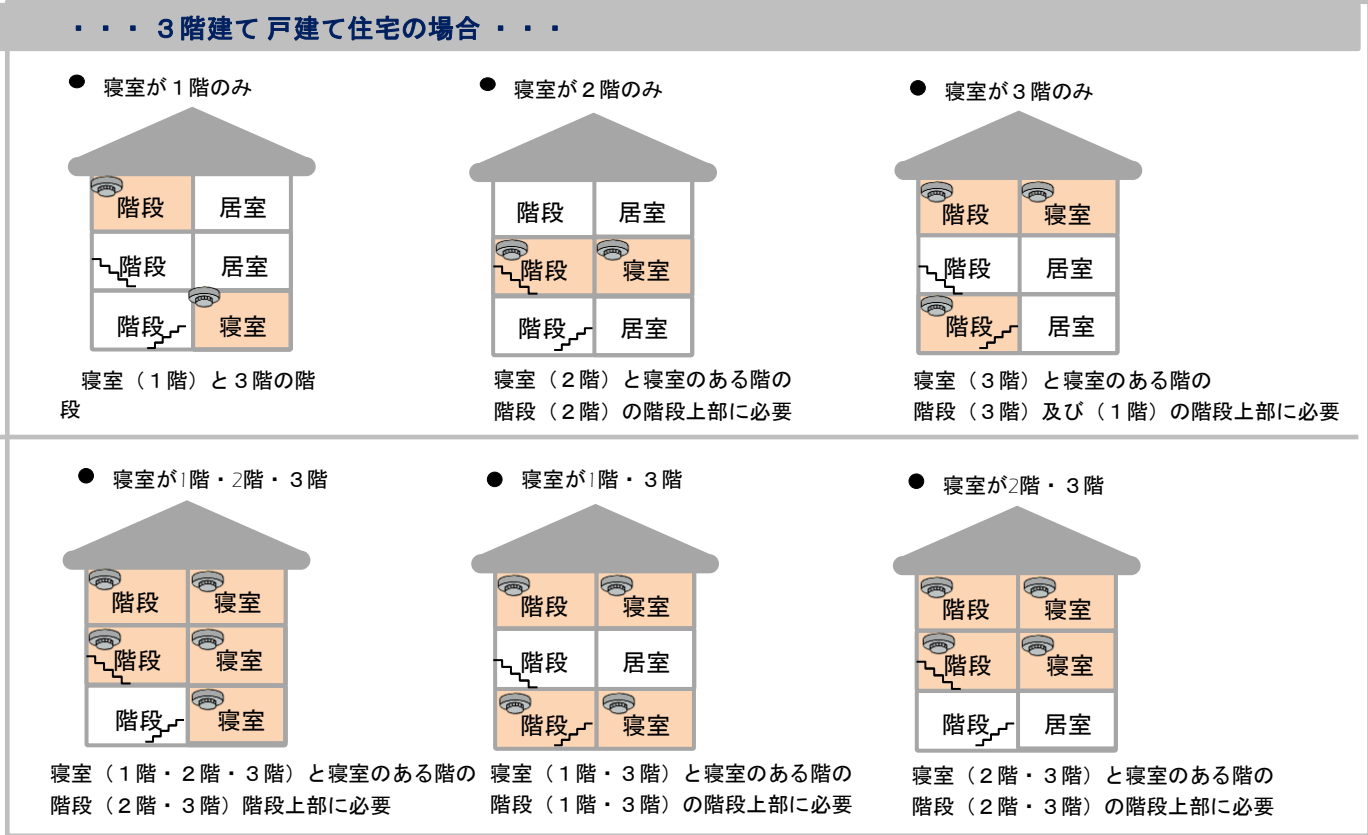 ・・・ 3階建て 戸建て住宅の場合 ・・・
● 寝室が1階のみ
階段 居室
階段 居室
階段 寝室
寝室（1階）と3階の階
段
● 寝室が2階のみ
階段 居室
階段 寝室
階段 居室
寝室（2階）と寝室のある階の
階段（2階）の階段上部に必要
● 寝室が3階のみ
階段 寝室
階段 居室
階段 居室
寝室（3階）と寝室のある階の
階段（3階）及び（1階）の階段上部に必要
● 寝室が1階・2階・3階
階段 寝室
階段 寝室
階段 寝室
寝室（1階・2階・3階）と寝室のある階の
階段（2階・3階）階段上部に必要
● 寝室が1階・3階
階段 寝室
階段 居室
階段 寝室
寝室（1階・3階）と寝室のある階の
階段（1階・3階）の階段上部に必要
● 寝室が2階・3階
階段 寝室
階段 寝室
階段 居室
寝室（2階・3階）と寝室のある階の
階段（2階・3階）の階段上部に必要